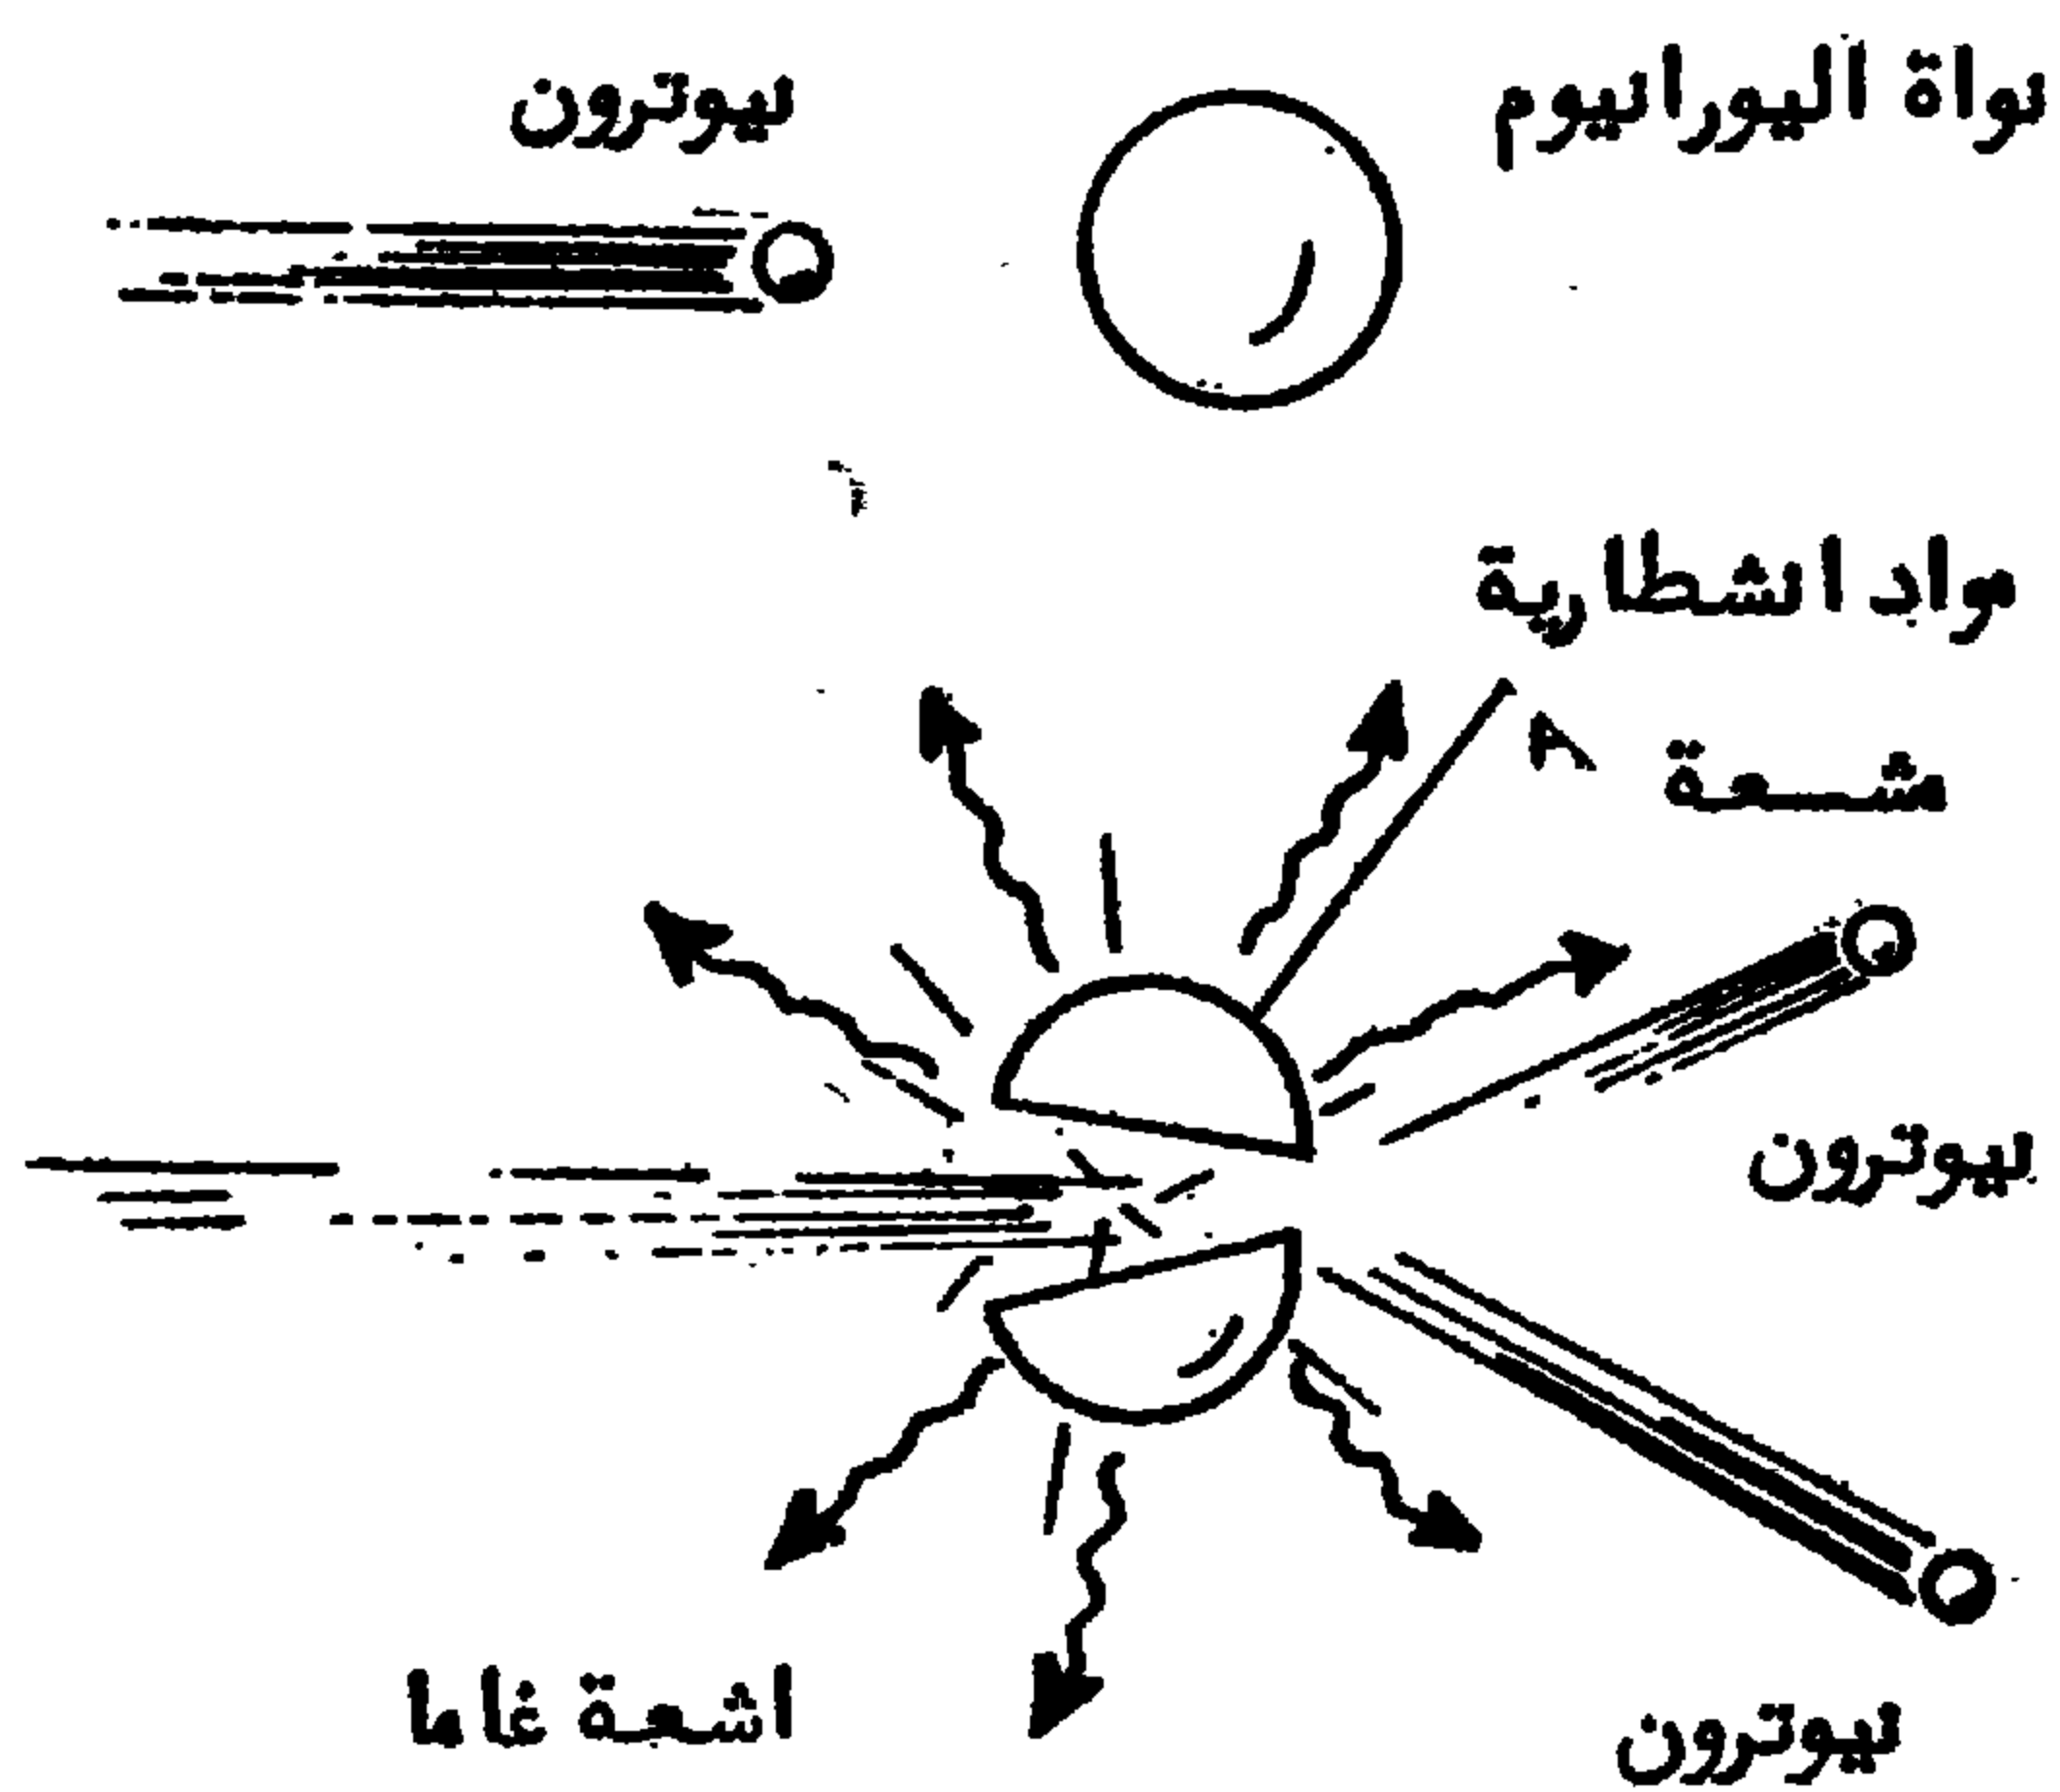 نواة اليورانيوم
نيوترون
مواد انشطارية
مشعة
نيوترون
اشعة غاما
نيوترون